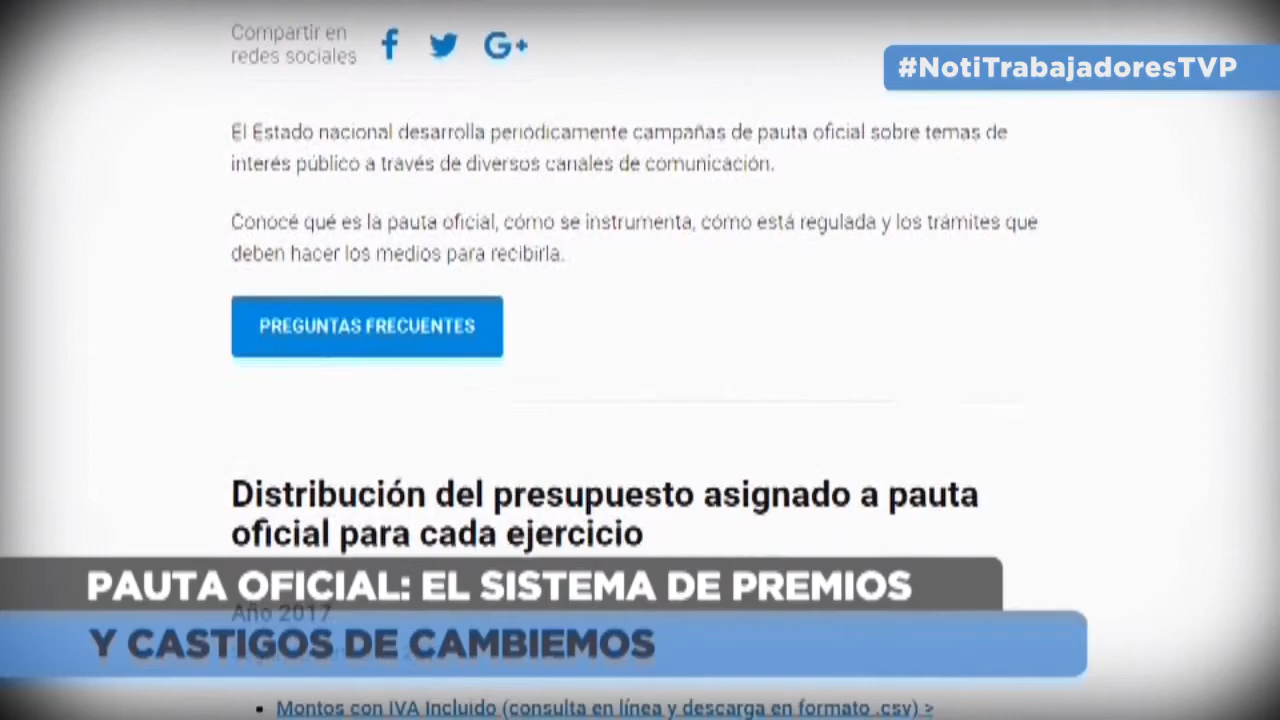 Compartir en
redes sociales
#NotiTrabajadoresTVP
El Estado nacional desarrolla periódicamente campañas de pauta oficial sobre temas de
interés público a través de diversos canales de comunicación.
Conocé qué es la pauta oficial, cómo se instrumenta, cómo está regulada y los trámites que
deben hacer los medios para recibirla.
PREGUNTAS FRECUENTES
Distribución del presupuesto asignado a pauta
oficial para cada ejercicio
PAUTA OFICIAL: EL SISTEMA DE PREMIOS
Año 2017
Y CASTIGOS DE CAMBIEMOS
Montos con IVA Incluido (consulta en línea y descarga en formato .csv) >